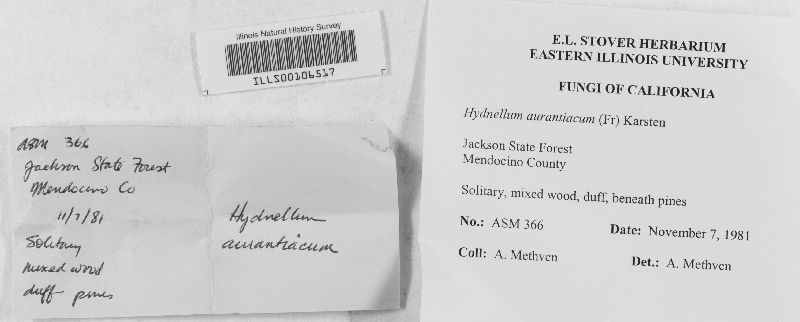 Illinois Natural History Survey
ILLS00106517
ASM 366
Jackson State Forest
Mendocino Co
11/7/81
Solitary
mixed wood
duff pines
Hydnellum
aurantiacum
E.L. STOVER HERBARIUM
EASTERN ILLINOIS UNIVERSITY
FUNGI OF CALIFORNIA
Hydnellum aurantiacum (Fr) Karsten
Jackson State Forest
Mendocino County
Solitary, mixed wood, duff, beneath pines
No.: ASM 366 Date: November 7, 1981
Coll: A. Methven Det.: A. Methven